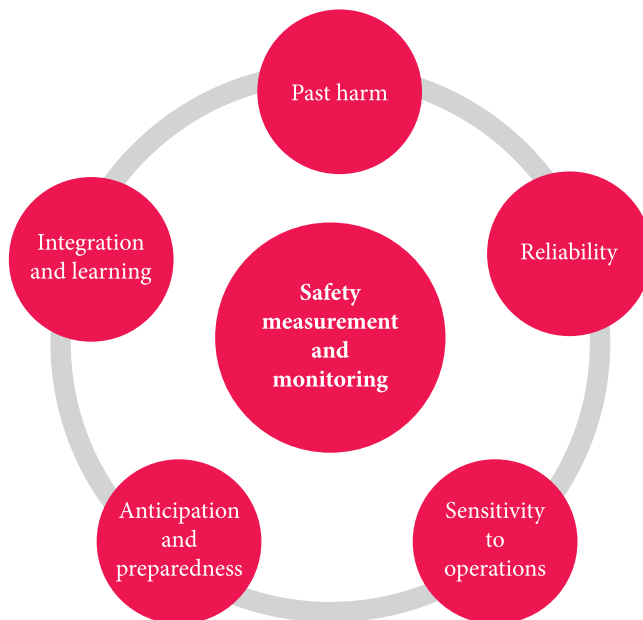 Past harm
Reliability
Sensitivity
to
operations
Anticipation
and
preparedness
Integration
and learning
Safety
measurement
and
monitoring